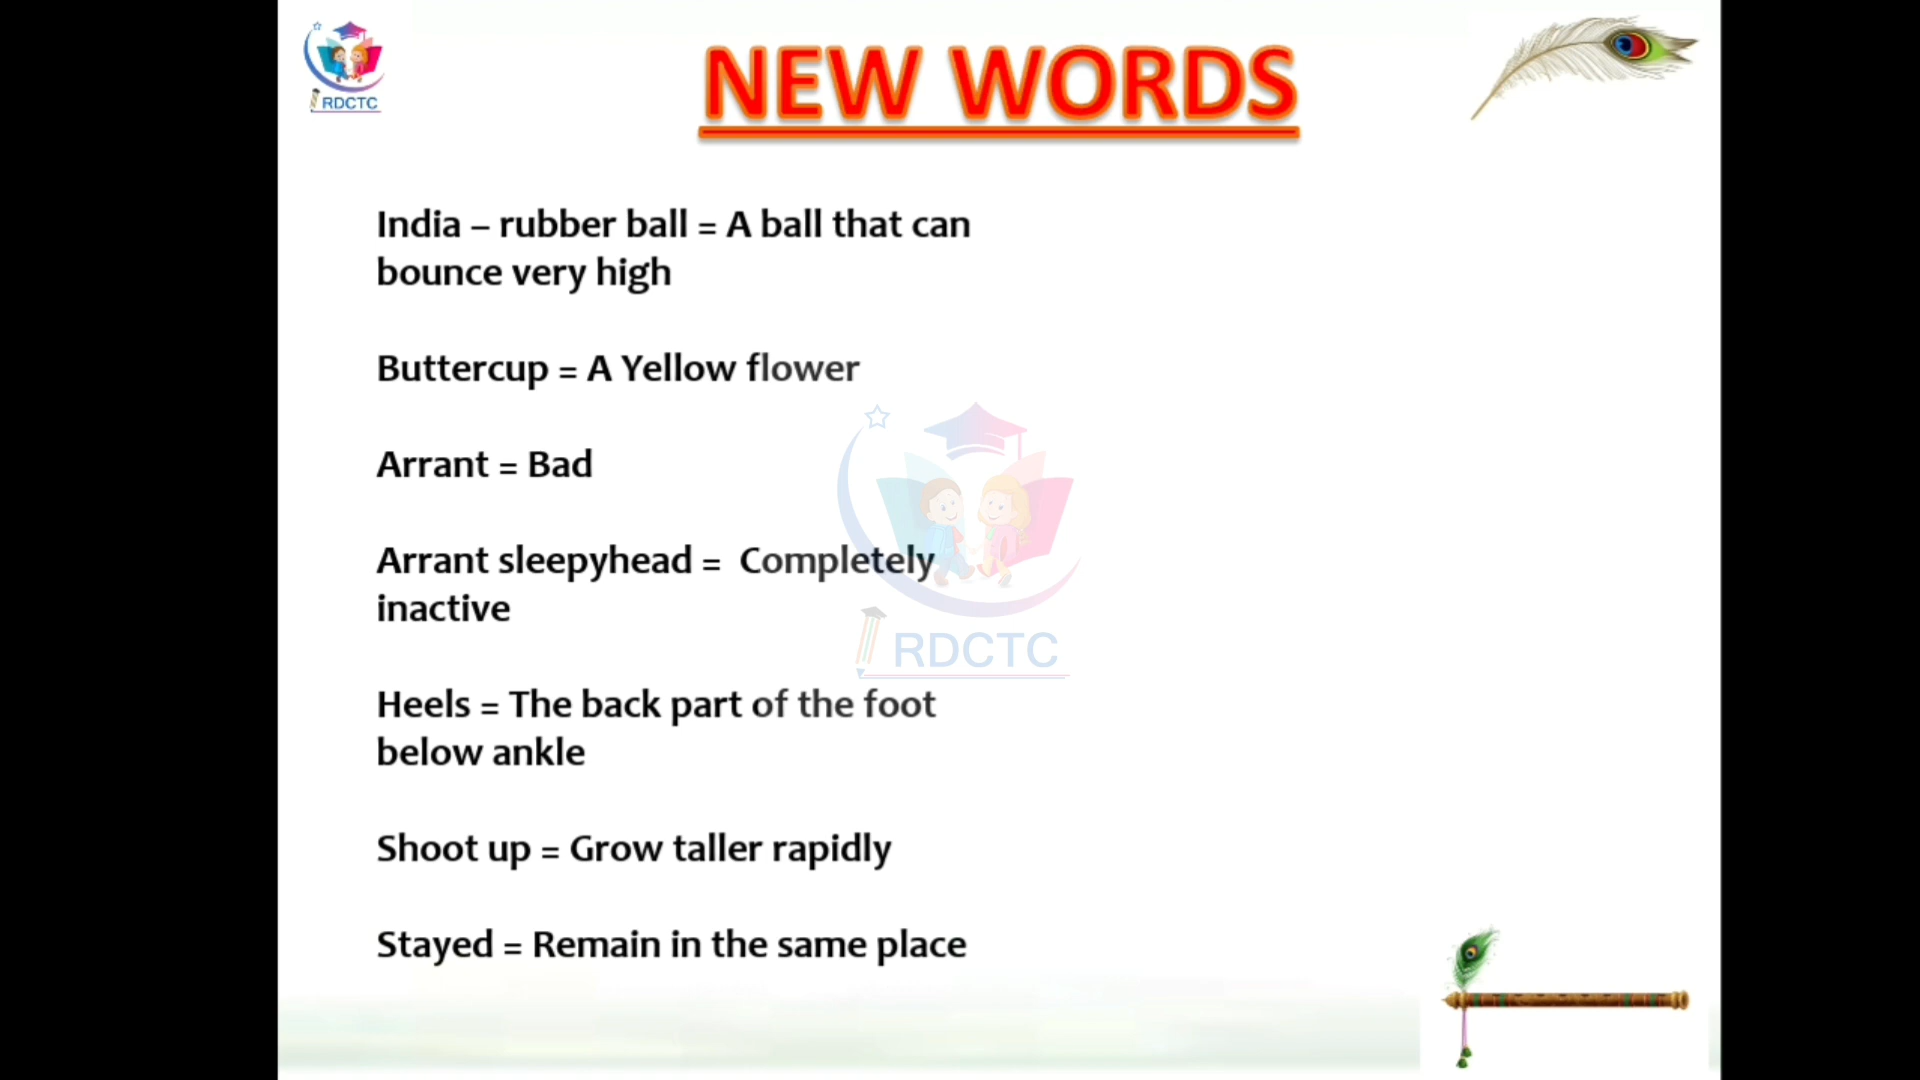 RDCTC
NEW WORDS
India – rubber ball = A ball that can
bounce very high
Buttercup = A Yellow flower
Arrant = Bad
Arrant sleepyhead = Completely
inactive
RDCTC
Heels = The back part of the foot
below ankle
Shoot up = Grow taller rapidly
Stayed = Remain in the same place